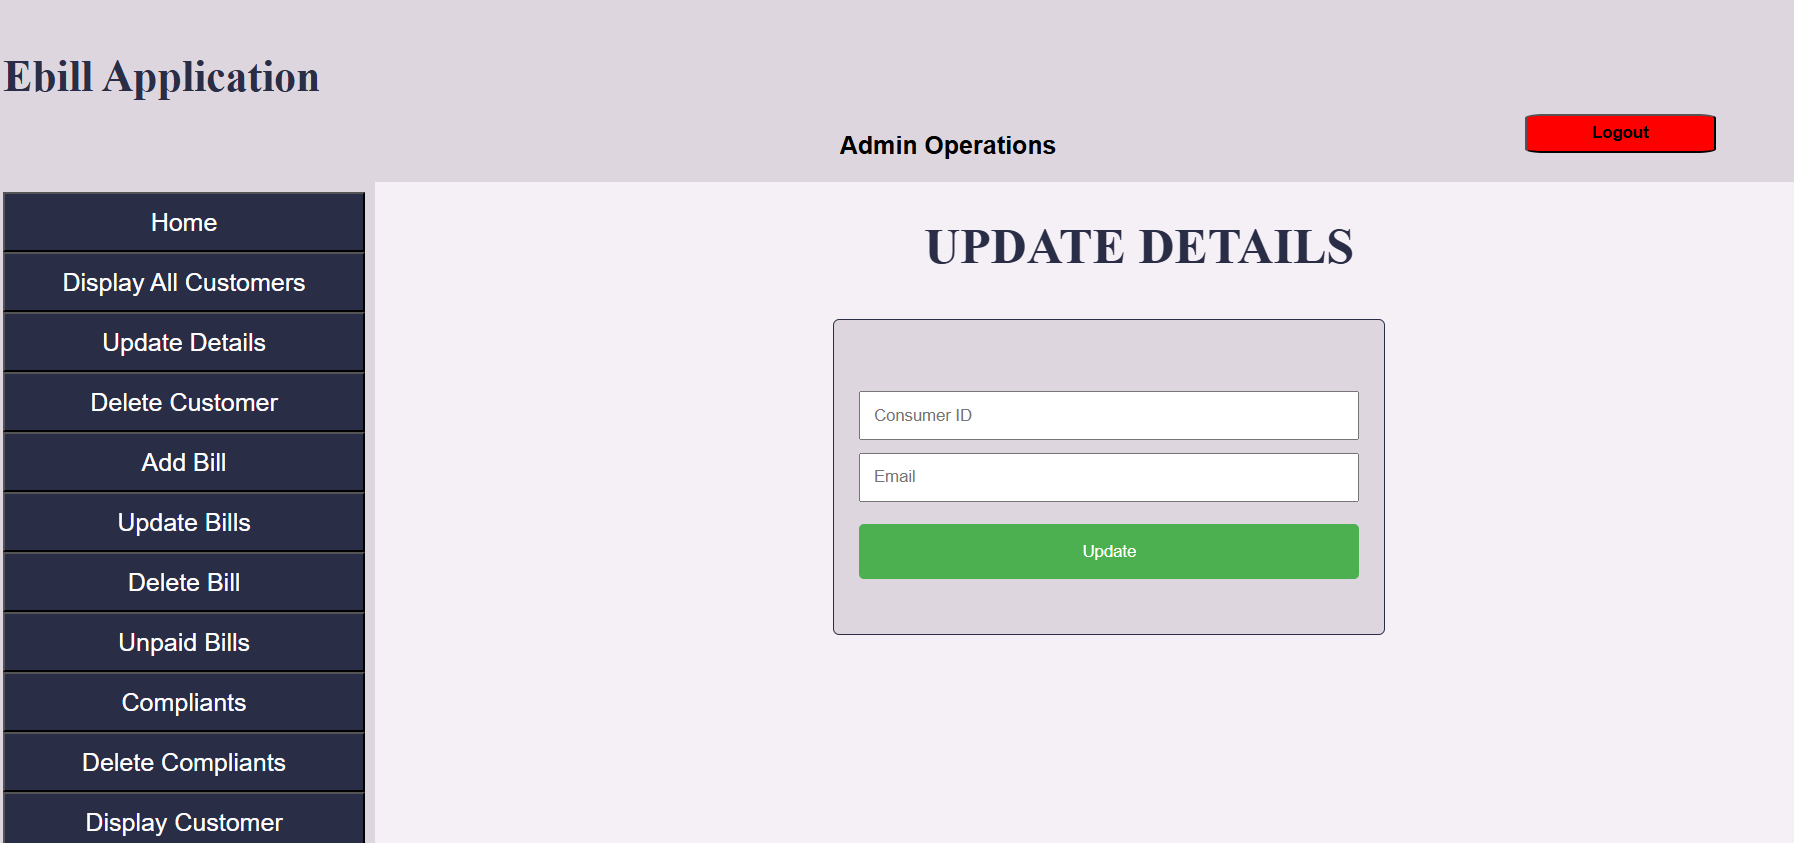 Ebill Application
Admin Operations
Logout
Home
Display All Customers
Update Details
Delete Customer
Add Bill
Update Bills
Delete Bill
Unpaid Bills
Compliants
Delete Compliants
Display Customer
UPDATE DETAILS
Consumer ID
Email
Update